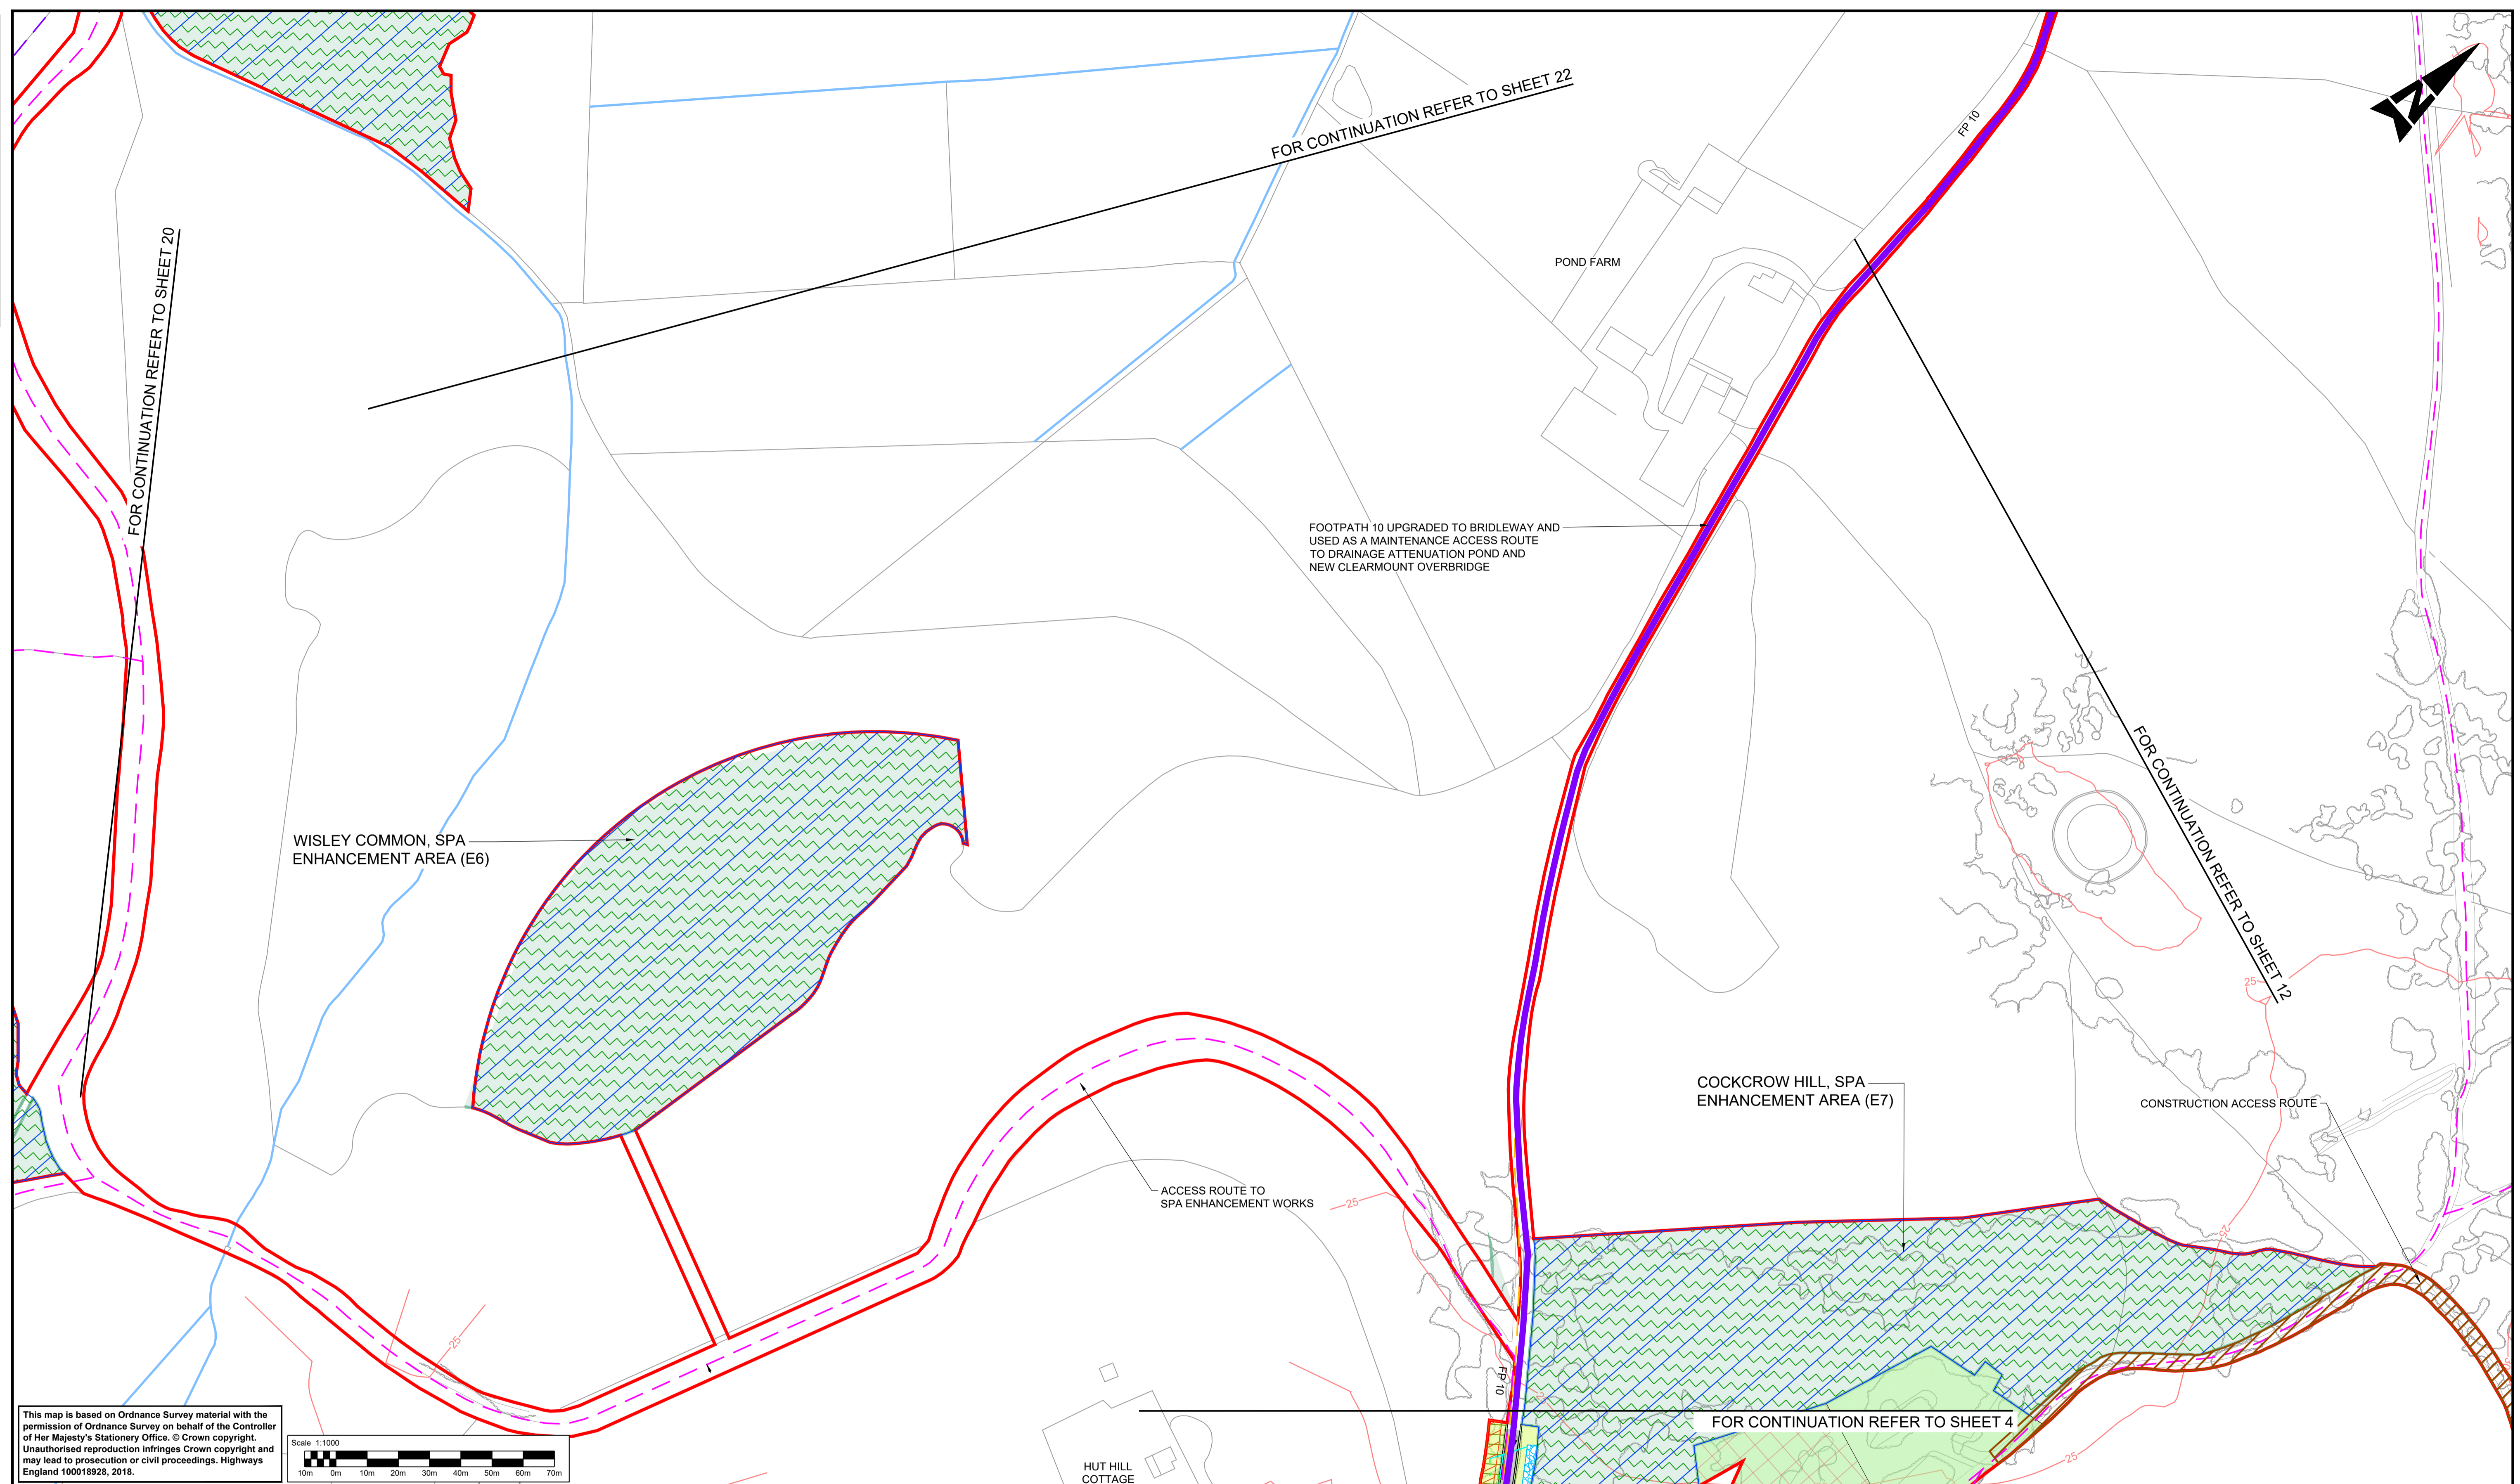 FOR CONTINUATION REFER TO SHEET 22
FP 10
N
FOR CONTINUATION REFER TO SHEET 20
POND FARM
FOOTPATH 10 UPGRADED TO BRIDLEWAY AND
USED AS A MAINTENANCE ACCESS ROUTE
TO DRAINAGE ATTENUATION POND AND
NEW CLEARMOUNT OVERBRIDGE
FOR CONTINUATION REFER TO SHEET 12
WISLEY COMMON, SPA
ENHANCEMENT AREA (E6)
25
COCKCROW HILL, SPA
ENHANCEMENT AREA (E7)
CONSTRUCTION ACCESS ROUTE
ACCESS ROUTE TO
SPA ENHANCEMENT WORKS
25
25
25
FP 10
FOR CONTINUATION REFER TO SHEET 4
25
HUT HILL
COTTAGE
This map is based on Ordnance Survey material with the
permission of Ordnance Survey on behalf of the Controller
of Her Majesty's Stationery Office. © Crown copyright.
Unauthorised reproduction infringes Crown copyright and
may lead to prosecution or civil proceedings. Highways
England 100018928, 2018.
Scale 1:1000
10m 0m 10m 20m 30m 40m 50m 60m 70m